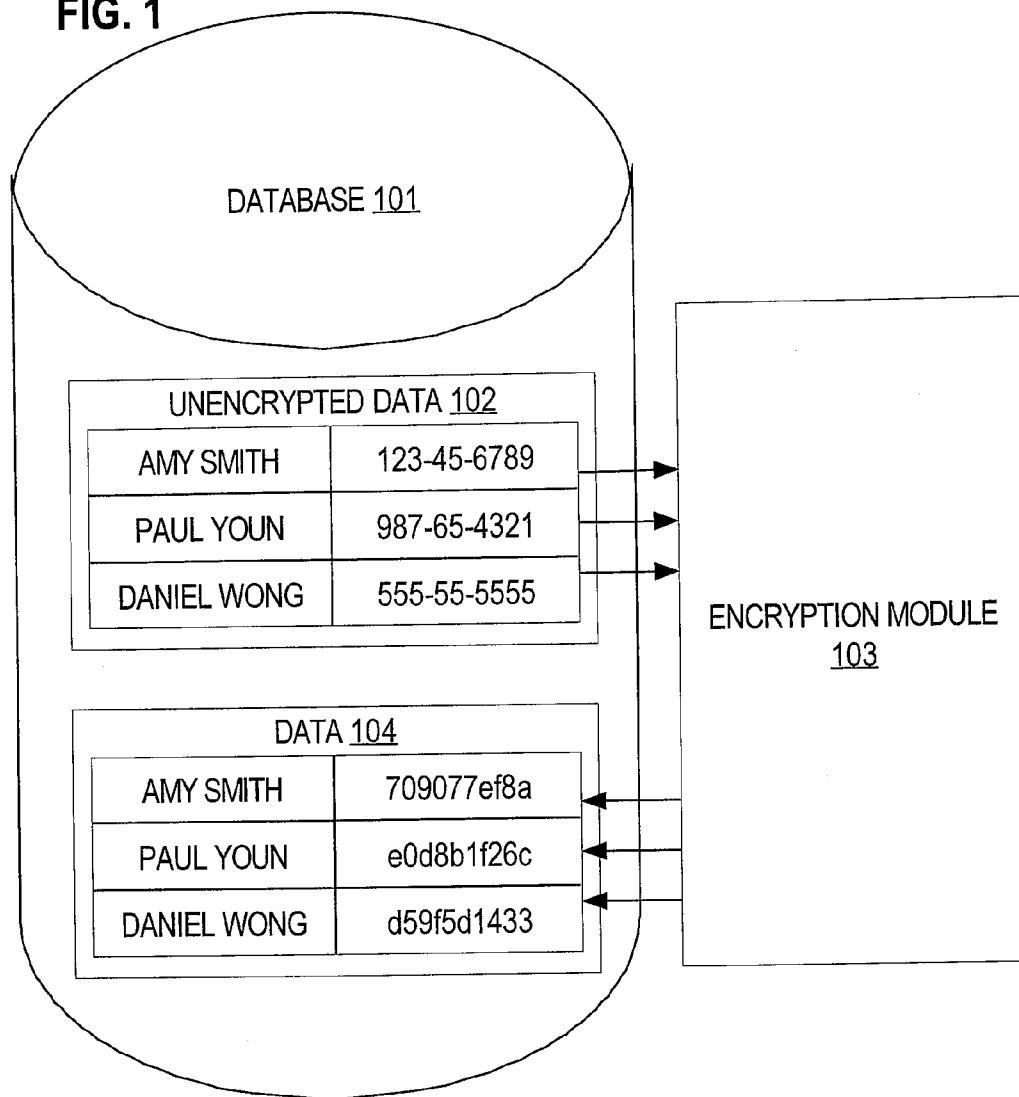 FIG. 1
DATABASE 101
UNENCRYPTED DATA 102
AMY SMITH 123-45-6789
PAUL YOUN 987-65-4321
DANIEL WONG 555-55-5555
ENCRYPTION MODULE
103
DATA 104
AMY SMITH 709077ef8a
PAUL YOUN e0d8b1f26c
DANIEL WONG d59f5d1433